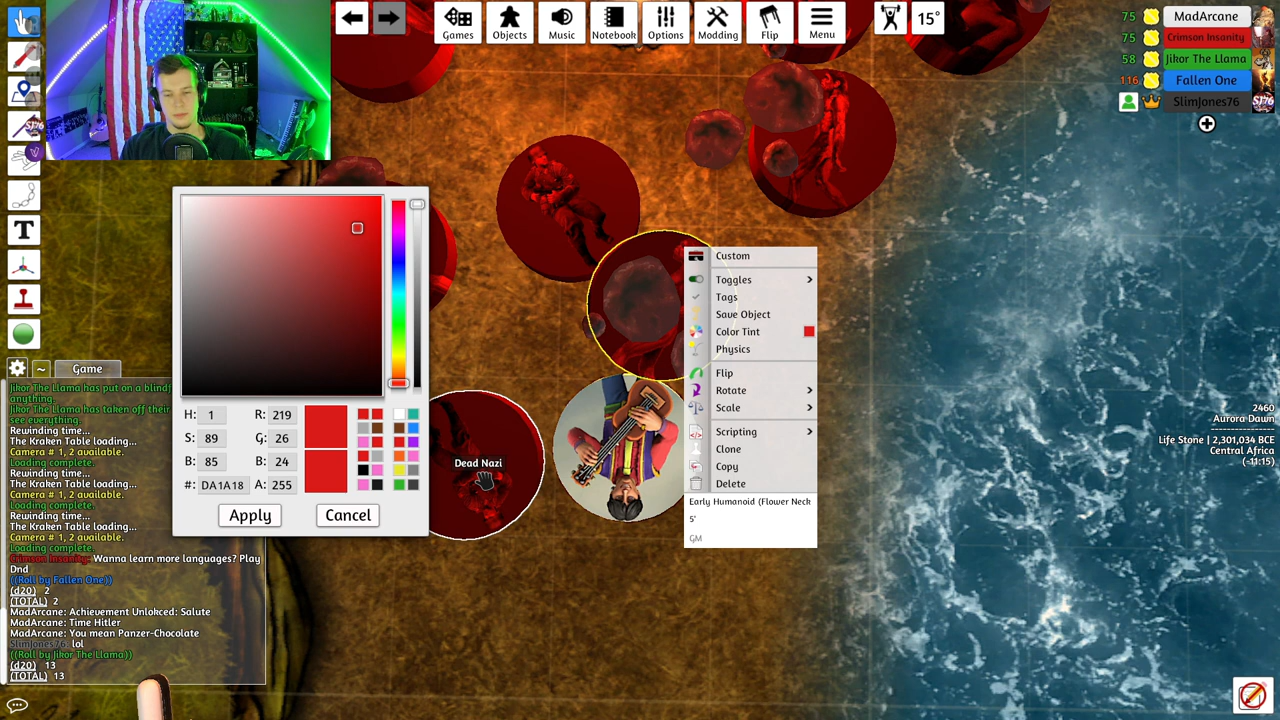 Games
Objects
Music
Notebook
Options
Modding
Flip
Menu
15°
75 MadArcane
75 Crimson Insanity
58 Jikor The Llama
116 Fallen One
SlimJones76
SJ76
SJ76
T
Custom
Toggles
Tags
Save Object
Color Tint
Physics
Flip
Rotate
Scale
Scripting
Clone
Copy
Delete
Early Humanoid (Flower Neck
5'
GM
H: 1 R: 219
S: 89 G: 26
B: 85 B: 24
#: DA1A18 A: 255
Apply
Cancel
Dead Nazi
2460
Aurora Dawn
--------------
Life Stone | 2,301,034 BCE
Central Africa
(-11:15)
~
Game
Jikor The Llama has put on a blindf
anything.
Jikor The Llama has taken off their
see everything.
Rewinding time...
The Kraken Table loading...
Camera # 1, 2 available.
Loading complete.
Rewinding time...
The Kraken Table loading...
Camera # 1, 2 available.
Loading complete.
Rewinding time...
The Kraken Table loading...
Camera # 1, 2 available.
Loading complete.
Crimson Insanity: Wanna learn more languages? Play
Dnd
((Roll by Fallen One))
(d20) 2
(TOTAL) 2
MadArcane: Achievement Unlokced: Salute
MadArcane: Time Hitler
MadArcane: You mean Panzer-Chocolate
SlimJones76: lol
((Roll by Jikor The Llama))
(d20) 13
(TOTAL) 13